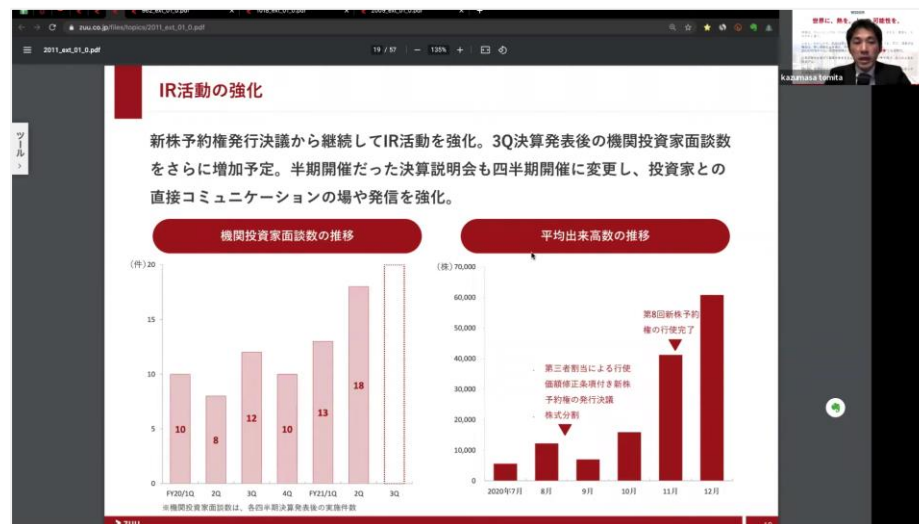 zuu.co.jp/files/topics/2011_ext_01_0.pdf
2011_ext_01_0.pdf
19 / 57
135%
kazumasa tomita
ツール
IR活動の強化
新株予約権発行決議から継続してIR活動を強化。3Q決算発表後の機関投資家面談数
をさらに増加予定。半期開催だった決算説明会も四半期開催に変更し、投資家との
直接コミュニケーションの場や発信を強化。
機関投資家面談数の推移
(件)
20
15
10
5
0
10
8
12
10
13
18
FY20/1Q
2Q
3Q
4Q
FY21/1Q
2Q
3Q
※機関投資家面談数は、各四半期決算発表後の実施件数
平均出来高数の推移
(株)
70,000
60,000
50,000
40,000
30,000
20,000
10,000
0
第三者割当による行使
価額修正条項付き新株
予約権の発行決議
株式分割
第8回新株予約
権の行使完了
2020年7月
8月
9月
10月
11月
12月
ZUU